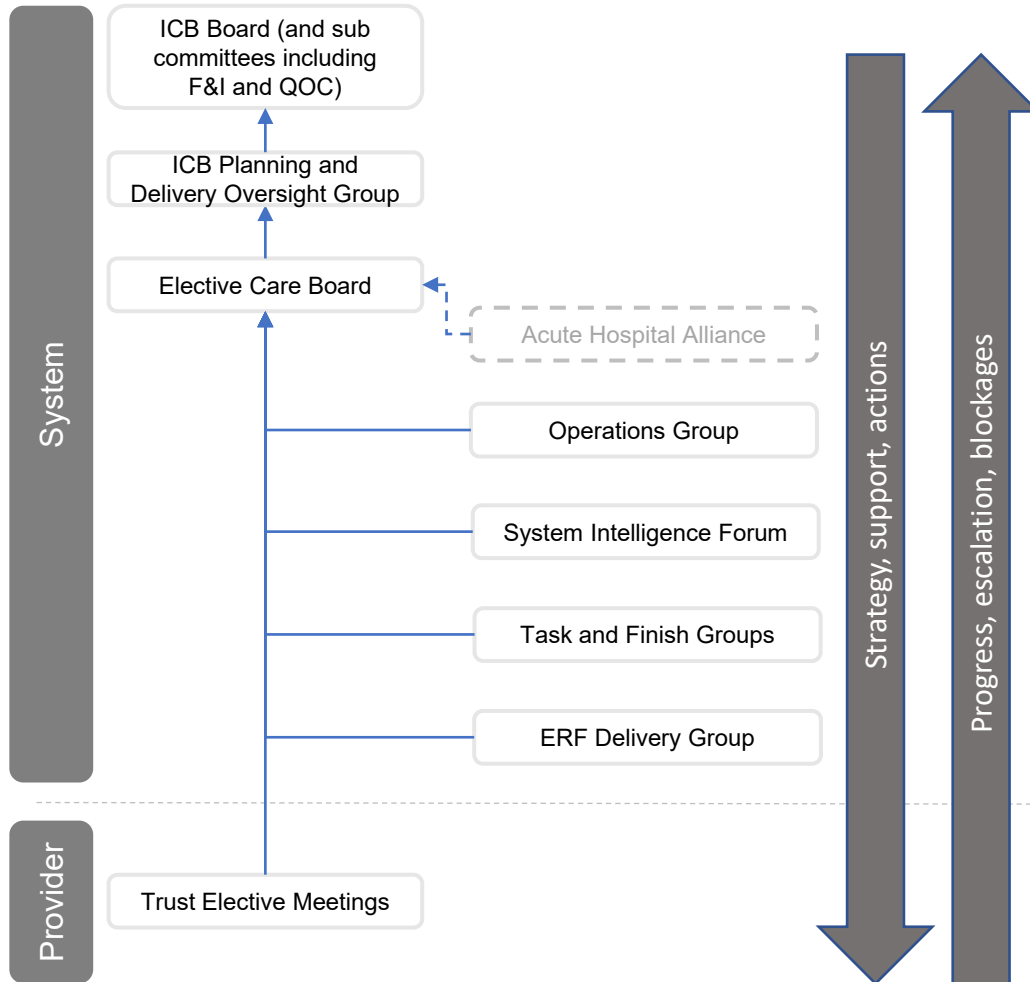 ICB Board (and sub
committees including
F&I and QOC)
ICB Planning and
Delivery Oversight Group
Elective Care Board
Acute Hospital Alliance
Operations Group
System Intelligence Forum
Task and Finish Groups
ERF Delivery Group
Trust Elective Meetings
System
Provider
Strategy, support, actions
Progress, escalation, blockages